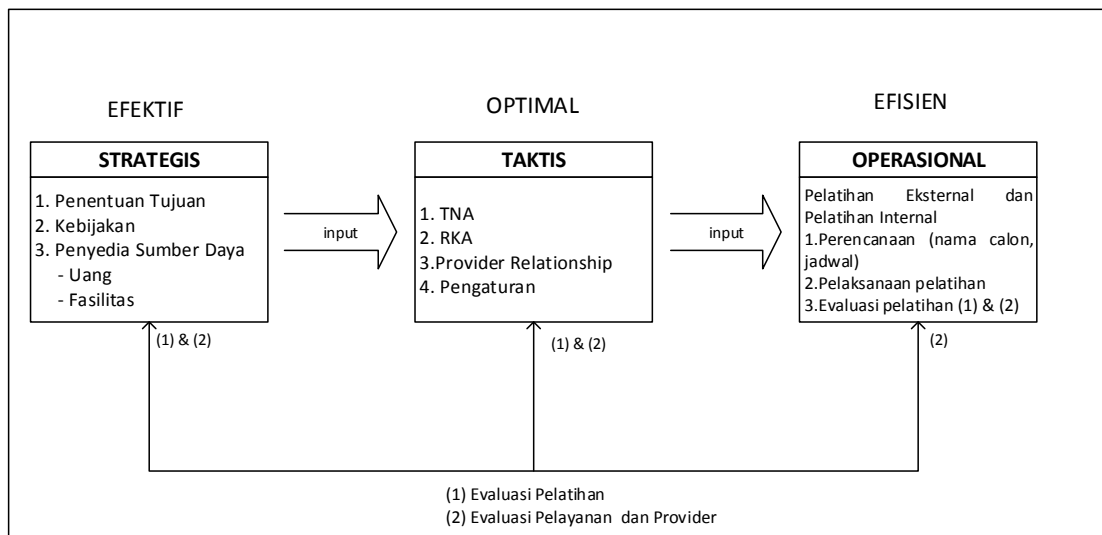 EFEKTIF
STRATEGIS
1. Penentuan Tujuan
2. Kebijakan
3. Penyedia Sumber Daya
- Uang
- Fasilitas
(1) & (2)
input
OPTIMAL
TAKTIS
1. TNA
2. RKA
3.Provider Relationship
4. Pengaturan
(1) & (2)
input
EFISIEN
OPERASIONAL
Pelatihan Eksternal dan
Pelatihan Internal
1.Perencanaan (nama calon,
jadwal)
2.Pelaksanaan pelatihan
3.Evaluasi pelatihan (1) & (2)
(2)
(1) Evaluasi Pelatihan
(2) Evaluasi Pelayanan dan Provider